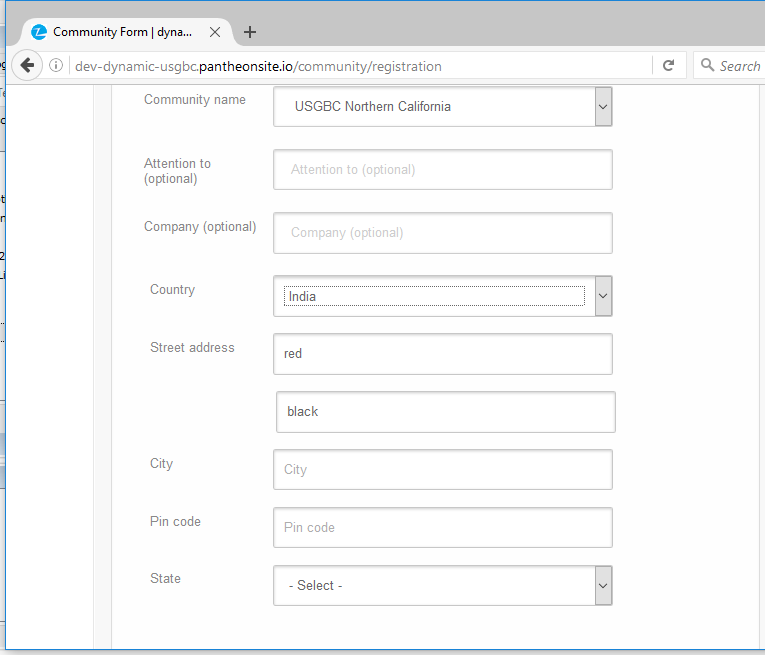 Community Form | dyna...
dev-dynamic-usgbc.pantheonsite.io/community/registration
Search
Community name
USGBC Northern California
Attention to
(optional)
Attention to (optional)
Company (optional)
Company (optional)
Country
India
Street address
red
black
City
City
Pin code
Pin code
State
- Select -